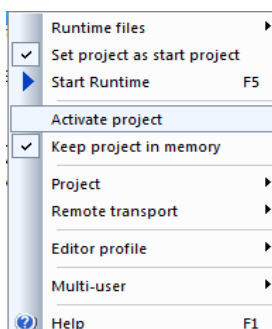 Runtime files
Set project as start project
Start Runtime F5
Activate project
Keep project in memory
Project
Remote transport
Editor profile
Multi-user
Help F1